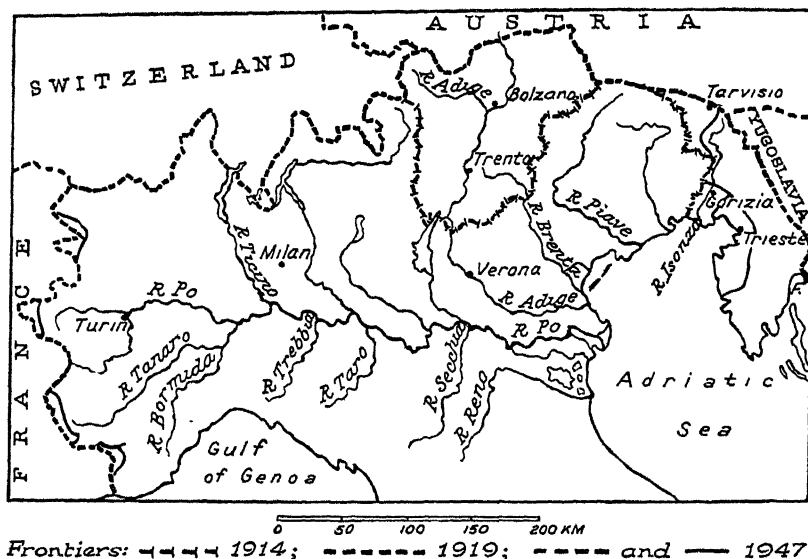 AUSTRIA
SWITZERLAND
R Adige
Bolzano
Tarvisio
YUGOSLAVIA
Trento
Gorizia
R Piave
Trieste
R Brenta
R Isonzo
R Ticino
Milan
Verona
FRANCE
R Po
R Adige
Turin
R Po
R Tanaro
R Bormida
R Trebbia
R Taro
R Secchia
R Reno
Adriatic
Sea
Gulf
of Genoa
0 50 100 150 200 KM
Frontiers: 1914; 1919; and 1947